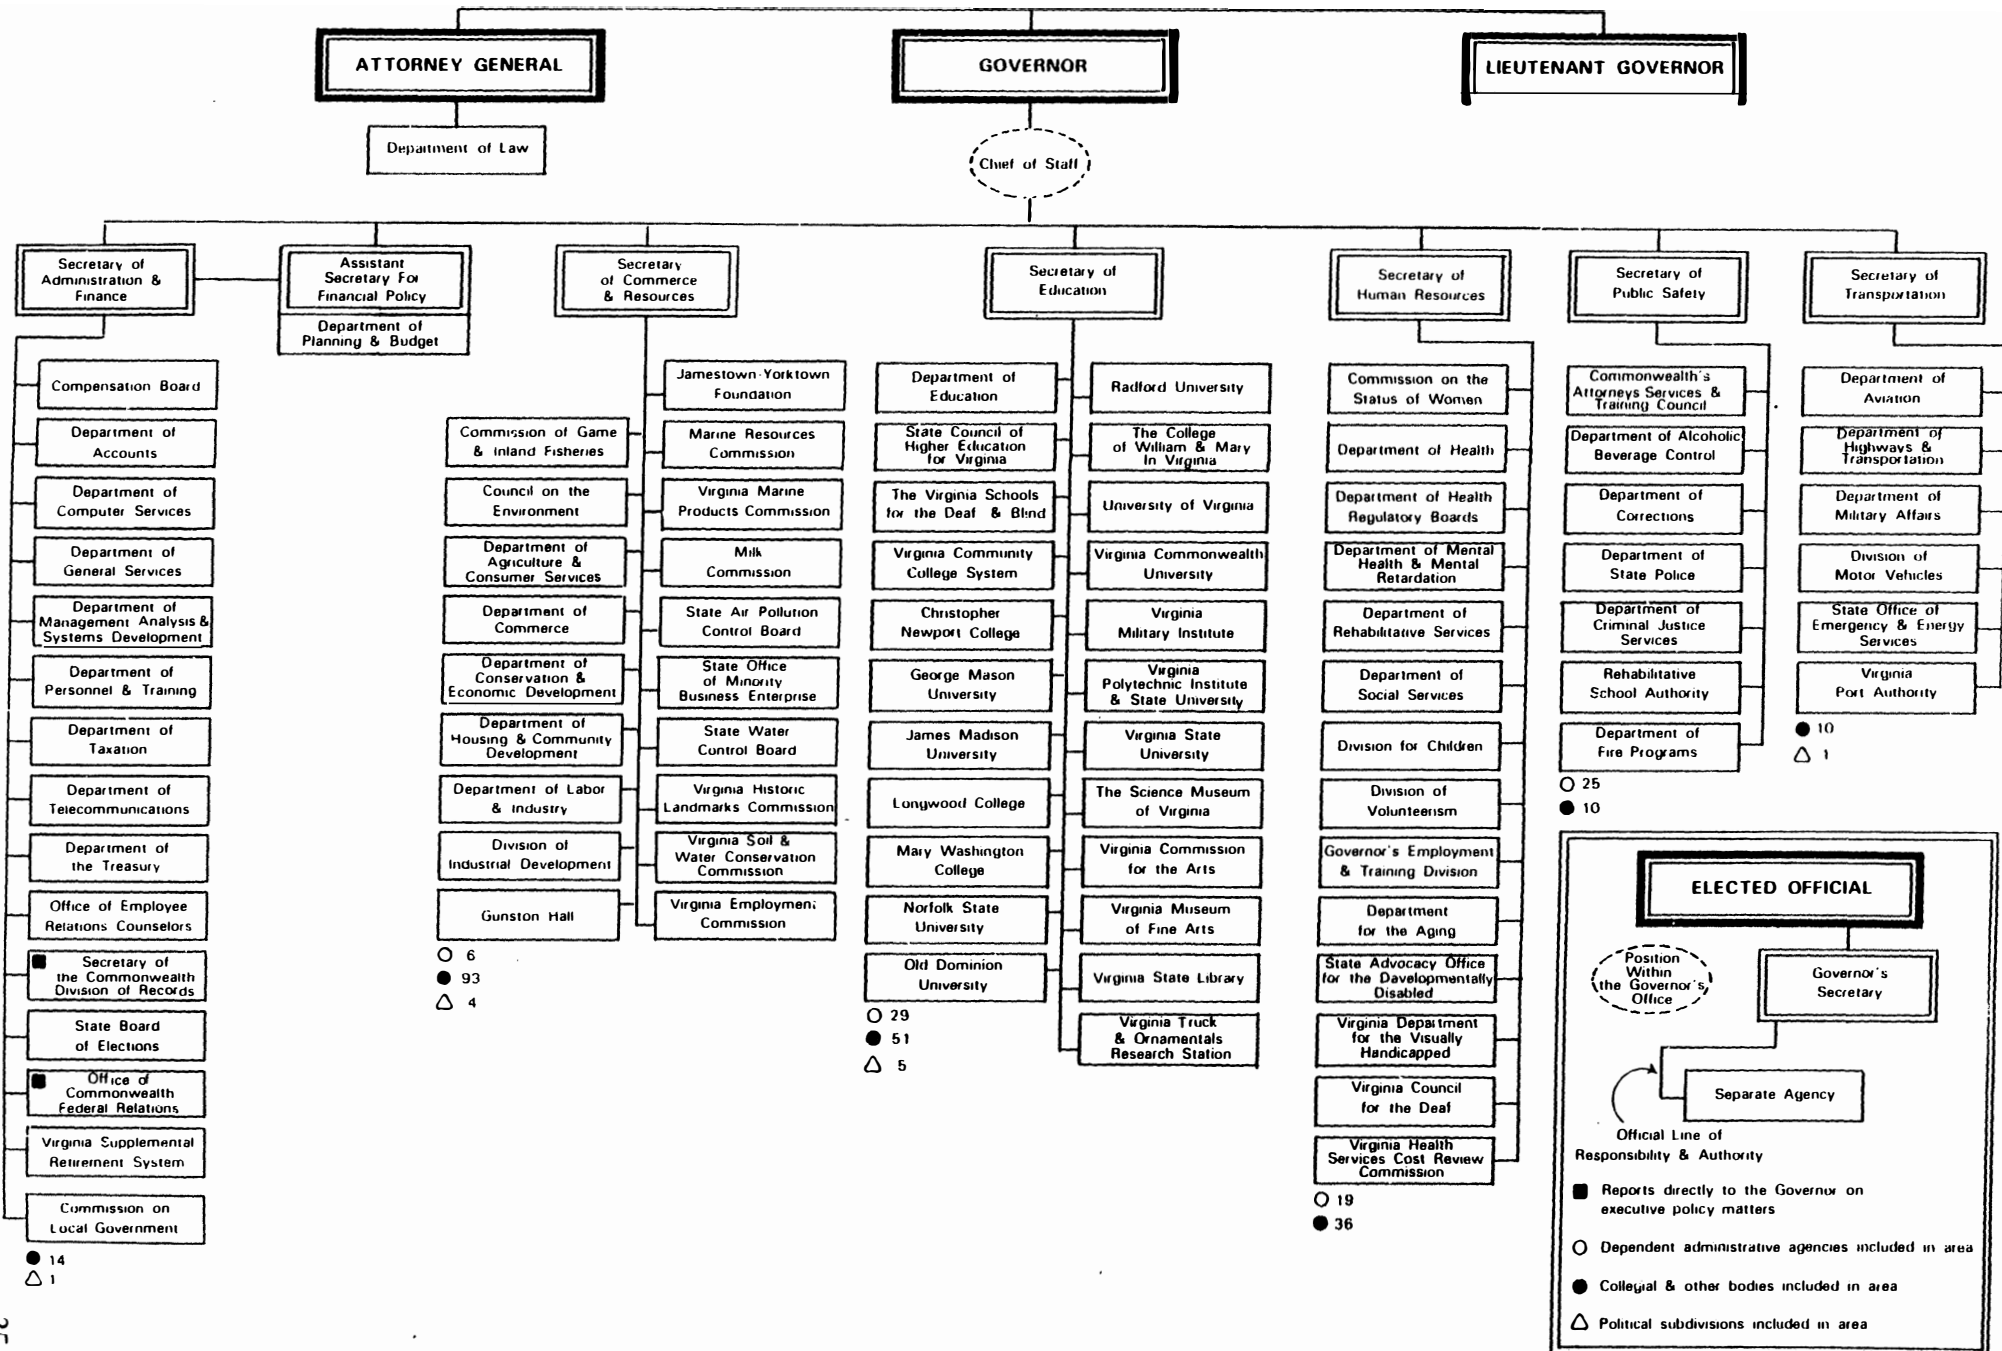 ATTORNEY GENERAL
GOVERNOR
LIEUTENANT GOVERNOR
Department of Law
Chief of Staff
Secretary of
Administration &
Finance
Assistant
Secretary For
Financial Policy
Department of
Planning & Budget
Secretary
of Commerce
& Resources
Secretary of
Education
Secretary of
Human Resources
Secretary of
Public Safety
Secretary of
Transportation
Compensation Board
Department of
Accounts
Department of
Computer Services
Department of
General Services
Department of
Management Analysis &
Systems Development
Department of
Personnel & Training
Department of
Taxation
Department of
Telecommunications
Department of
the Treasury
Office of Employee
Relations Counselors
■ Secretary of
the Commonwealth
Division of Records
State Board
of Elections
■ Office of
Commonwealth
Federal Relations
Virginia Supplemental
Retirement System
Commission on
Local Government
● 14
△ 1
Commission of Game
& Inland Fisheries
Council on the
Environment
Department of
Agriculture &
Consumer Services
Department of
Commerce
Department of
Conservation &
Economic Development
Department of
Housing & Community
Development
Department of Labor
& Industry
Division of
Industrial Development
Gunston Hall
○ 6
● 93
△ 4
Jamestown-Yorktown
Foundation
Marine Resources
Commission
Virginia Marine
Products Commission
Milk
Commission
State Air Pollution
Control Board
State Office
of Minority
Business Enterprise
State Water
Control Board
Virginia Historic
Landmarks Commission
Virginia Soil &
Water Conservation
Commission
Virginia Employment
Commission
Department of
Education
State Council of
Higher Education
for Virginia
The Virginia Schools
for the Deaf & Blind
Virginia Community
College System
Christopher
Newport College
George Mason
University
James Madison
University
Longwood College
Mary Washington
College
Norfolk State
University
Old Dominion
University
○ 29
● 51
△ 5
Radford University
The College
of William & Mary
In Virginia
University of Virginia
Virginia Commonwealth
University
Virginia
Military Institute
Virginia
Polytechnic Institute
& State University
Virginia State
University
The Science Museum
of Virginia
Virginia Commission
for the Arts
Virginia Museum
of Fine Arts
Virginia State Library
Virginia Truck
& Ornamentals
Research Station
Commission on the
Status of Women
Department of Health
Department of Health
Regulatory Boards
Department of Mental
Health & Mental
Retardation
Department of
Rehabilitative Services
Department of
Social Services
Division for Children
Division of
Volunteerism
Governor's Employment
& Training Division
Department
for the Aging
State Advocacy Office
for the Developmentally
Disabled
Virginia Department
for the Visually
Handicapped
Virginia Council
for the Deaf
Virginia Health
Services Cost Review
Commission
○ 19
● 36
Commonwealth's
Attorneys Services &
Training Council
Department of Alcoholic
Beverage Control
Department of
Corrections
Department of
State Police
Department of
Criminal Justice
Services
Rehabilitative
School Authority
Department of
Fire Programs
○ 25
● 10
Department of
Aviation
Department of
Highways &
Transportation
Department of
Military Affairs
Division of
Motor Vehicles
State Office of
Emergency & Energy
Services
Virginia
Port Authority
● 10
△ 1
ELECTED OFFICIAL
Position
Within
the Governor's
Office
Governor's
Secretary
Separate Agency
Official Line of
Responsibility & Authority
■ Reports directly to the Governor on
executive policy matters
○ Dependent administrative agencies included in area
● Collegial & other bodies included in area
△ Political subdivisions included in area